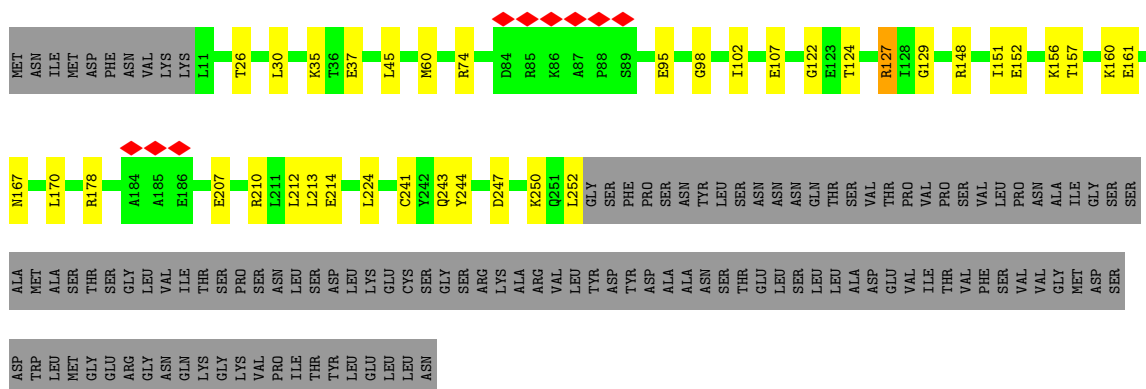 MET ASN ILE MET ASP PHE ASN VAL LYS LYS L11 T26 L30 K35 T36 E37 L45 M60 R74 D84 R85 K86 A87 P88 S89 E95 G98 I102 E107 G122 E123 T124 R127 I128 G129 R148 I151 E152 K156 T157 K160 E161
N167 L170 R178 A184 A185 E186 E207 R210 L211 L212 L213 E214 L224 C241 Y242 Q243 Y244 D247 K250 Q251 L252 GLY SER PHE PRO SER ASN TYR LEU SER ASN ASN ASN GLN THR SER VAL THR PRO VAL PRO SER VAL LEU PRO ASN ALA ILE GLY SER SER
ALA MET ALA SER THR SER GLY LEU VAL ILE THR SER PRO SER ASN LEU SER ASP LEU LYS GLU CYS SER GLY SER ARG LYS ALA ARG VAL LEU TYR ASP TYR ASP ALA ALA ASN SER THR GLU LEU SER LEU LEU ALA ASP GLU VAL ILE THR VAL PHE SER VAL VAL GLY MET ASP SER
ASP TRP LEU MET GLY GLU ARG GLY ASN GLN LYS GLY LYS VAL PRO ILE THR TYR LEU GLU LEU LEU ASN